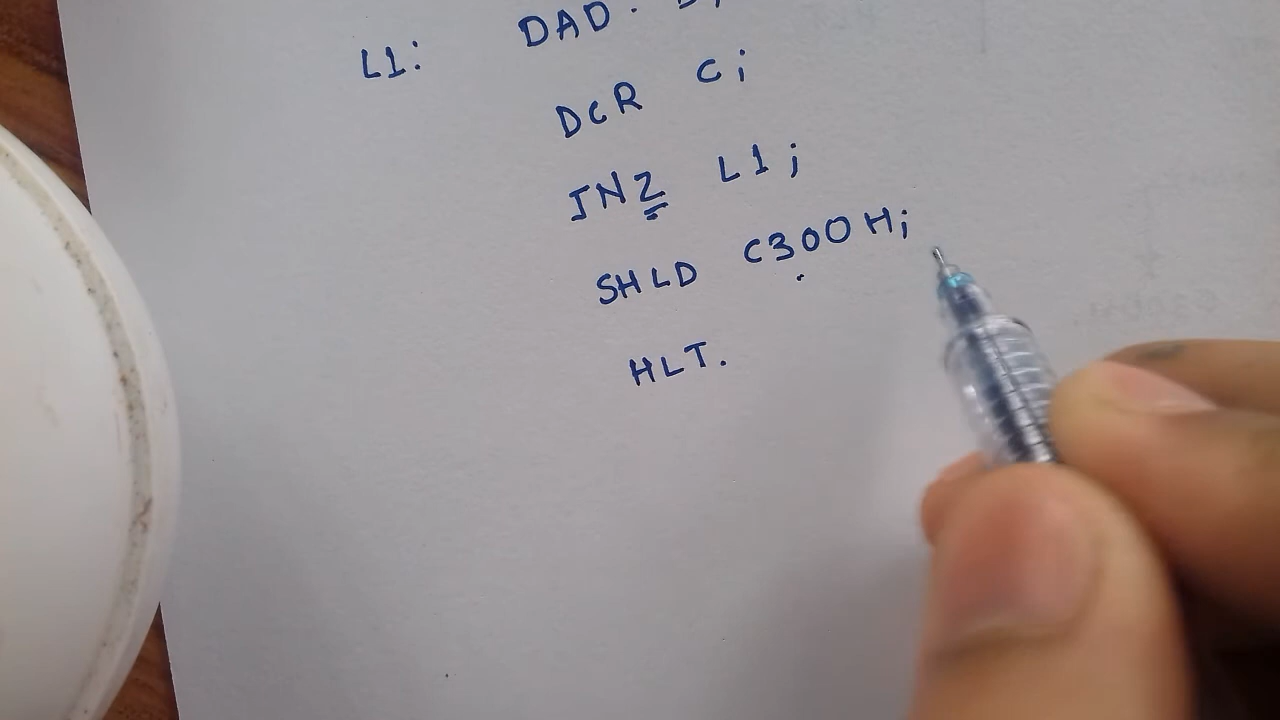 L1: DAD. D;
DCR C;
JNZ L1;
SHLD C300H;
HLT.